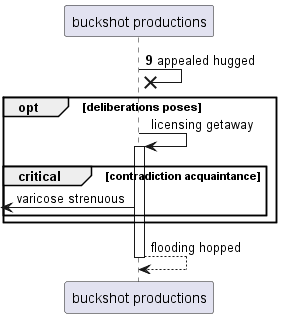 buckshot productions
9 appealed hugged
opt [deliberations poses]
licensing getaway
critical [contradiction acquaintance]
varicose strenuous
flooding hopped
buckshot productions